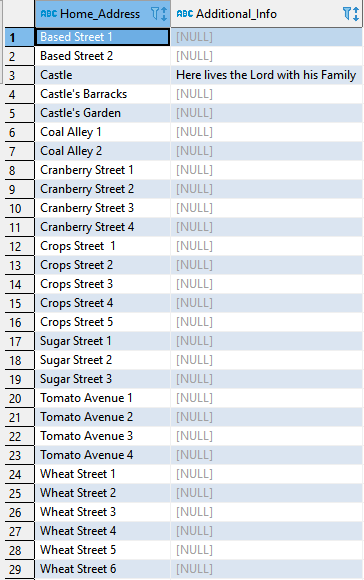 ABC Home_Address ABC Additional_Info
1 Based Street 1 [NULL]
2 Based Street 2 [NULL]
3 Castle Here lives the Lord with his Family
4 Castle's Barracks [NULL]
5 Castle's Garden [NULL]
6 Coal Alley 1 [NULL]
7 Coal Alley 2 [NULL]
8 Cranberry Street 1 [NULL]
9 Cranberry Street 2 [NULL]
10 Cranberry Street 3 [NULL]
11 Cranberry Street 4 [NULL]
12 Crops Street  1 [NULL]
13 Crops Street 2 [NULL]
14 Crops Street 3 [NULL]
15 Crops Street 4 [NULL]
16 Crops Street 5 [NULL]
17 Sugar Street 1 [NULL]
18 Sugar Street 2 [NULL]
19 Sugar Street 3 [NULL]
20 Tomato Avenue 1 [NULL]
21 Tomato Avenue 2 [NULL]
22 Tomato Avenue 3 [NULL]
23 Tomato Avenue 4 [NULL]
24 Wheat Street 1 [NULL]
25 Wheat Street 2 [NULL]
26 Wheat Street 3 [NULL]
27 Wheat Street 4 [NULL]
28 Wheat Street 5 [NULL]
29 Wheat Street 6 [NULL]